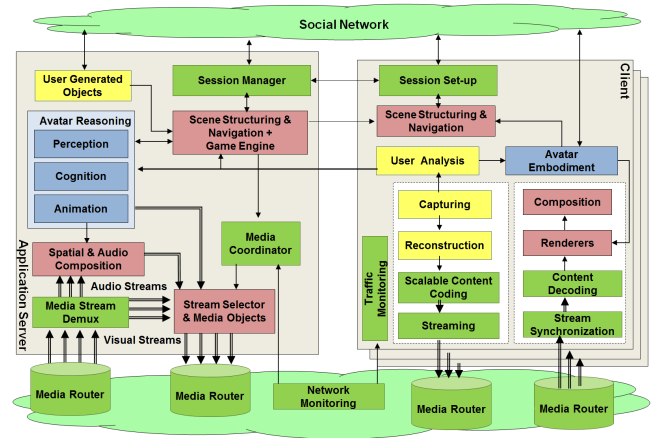 Social Network
User Generated
Objects
Session Manager
Session Set-up
Client
Avatar Reasoning
Perception
Cognition
Animation
Scene Structuring &
Navigation +
Game Engine
Scene Structuring
& Navigation
User Analysis
Avatar
Embodiment
Capturing
Composition
Reconstruction
Renderers
Media
Coordinator
Traffic
Monitoring
Application Server
Spatial & Audio
Composition
Scalable Content
Coding
Content
Decoding
Audio Streams
Media Stream
Demux
Stream Selector
& Media Objects
Streaming
Stream
Synchronization
Visual Streams
Media Router
Media Router
Network
Monitoring
Media Router
Media Router